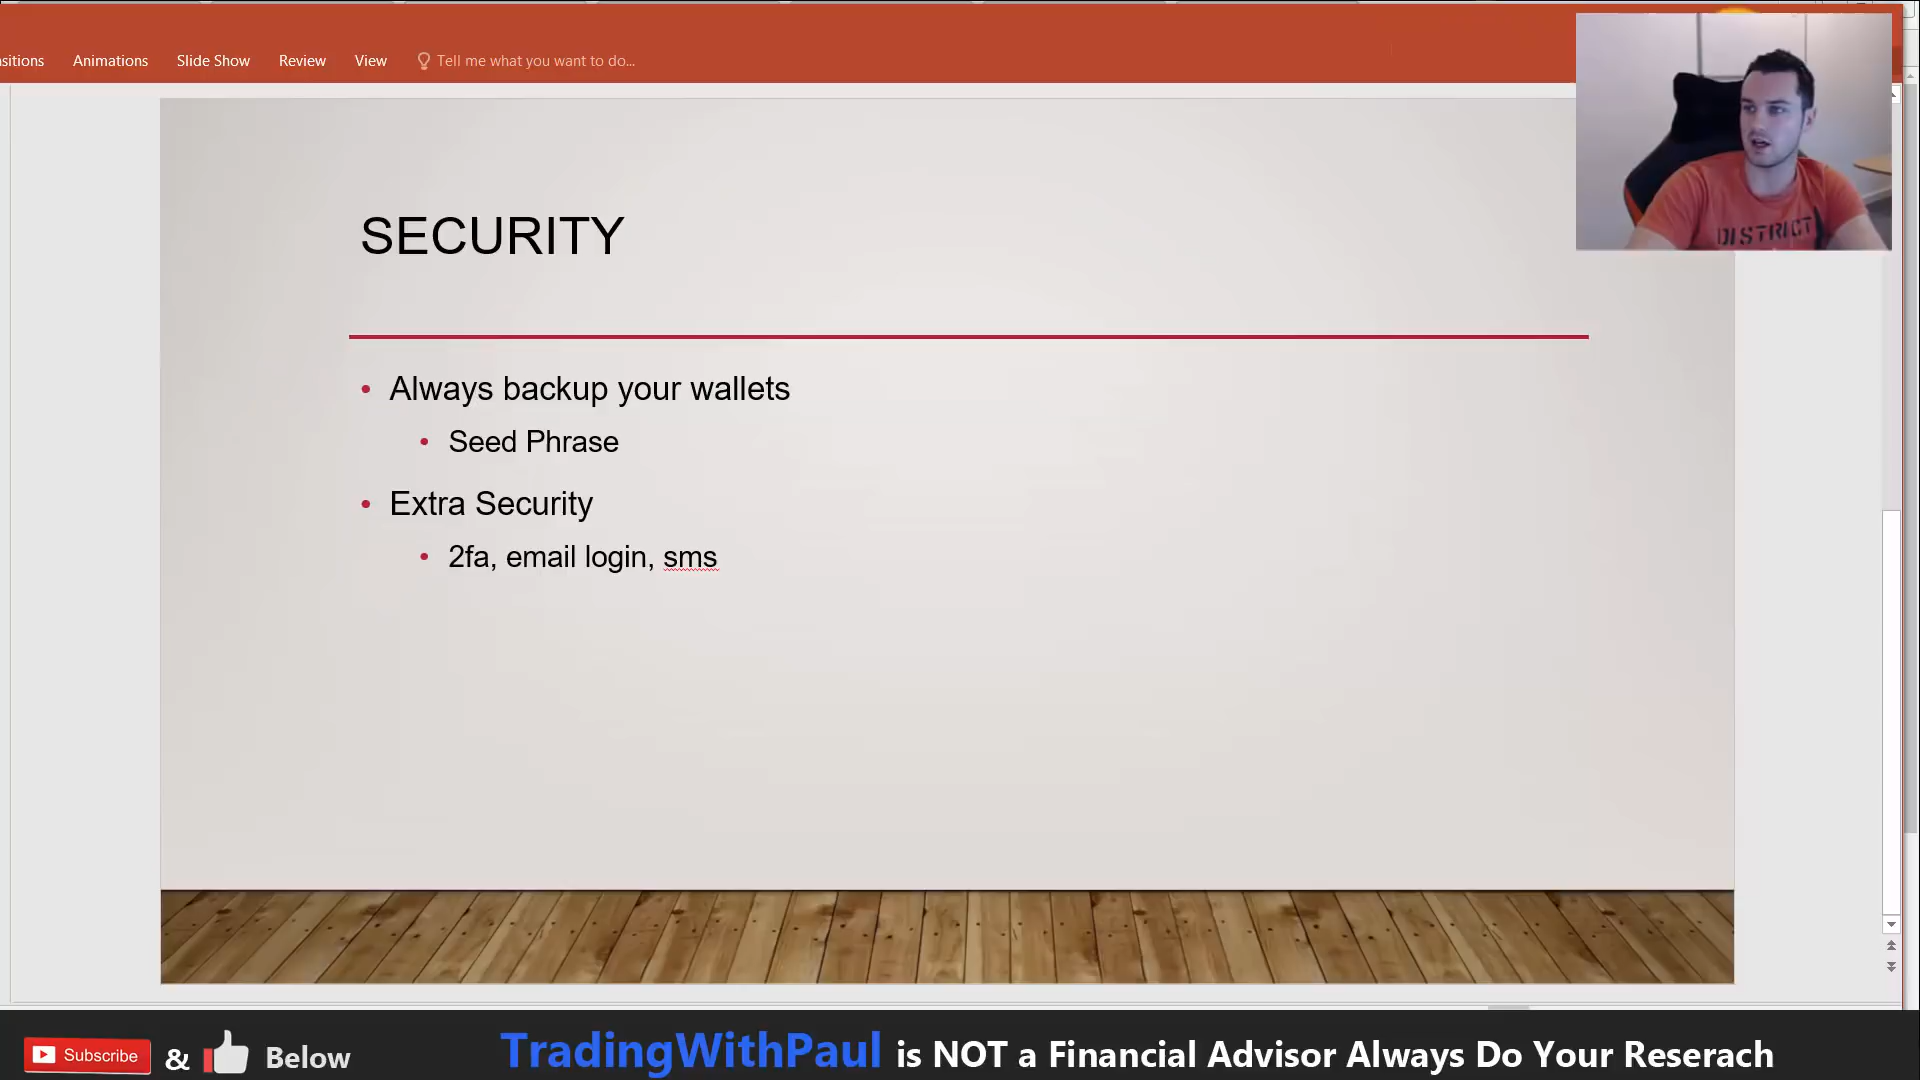 sitions Animations Slide Show Review View Tell me what you want to do...
DISTRICT
SECURITY
• Always backup your wallets
• Seed Phrase
• Extra Security
• 2fa, email login, sms
Subscribe & Below TradingWithPaul is NOT a Financial Advisor Always Do Your Reserach